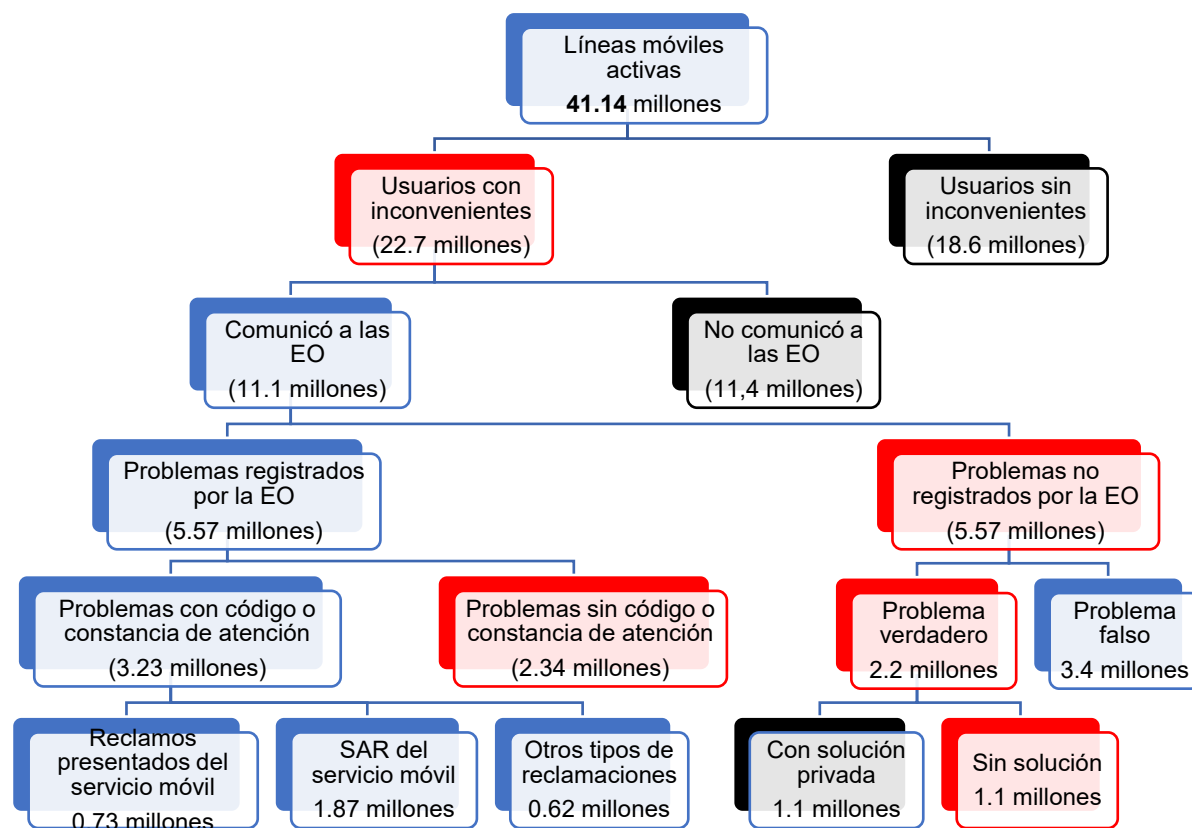 Líneas móviles
activas
41.14 millones
Usuarios con
inconvenientes
(22.7 millones)
Usuarios sin
inconvenientes
(18.6 millones)
Comunicó a las
EO
(11.1 millones)
No comunicó a
las EO
(11,4 millones)
Problemas registrados
por la EO
(5.57 millones)
Problemas no
registrados por la EO
(5.57 millones)
Problemas con código o
constancia de atención
(3.23 millones)
Problemas sin código o
constancia de atención
(2.34 millones)
Problema
verdadero
2.2 millones
Problema
falso
3.4 millones
Reclamos
presentados del
servicio móvil
0.73 millones
SAR del
servicio móvil
1.87 millones
Otros tipos de
reclamaciones
0.62 millones
Con solución
privada
1.1 millones
Sin solución
1.1 millones